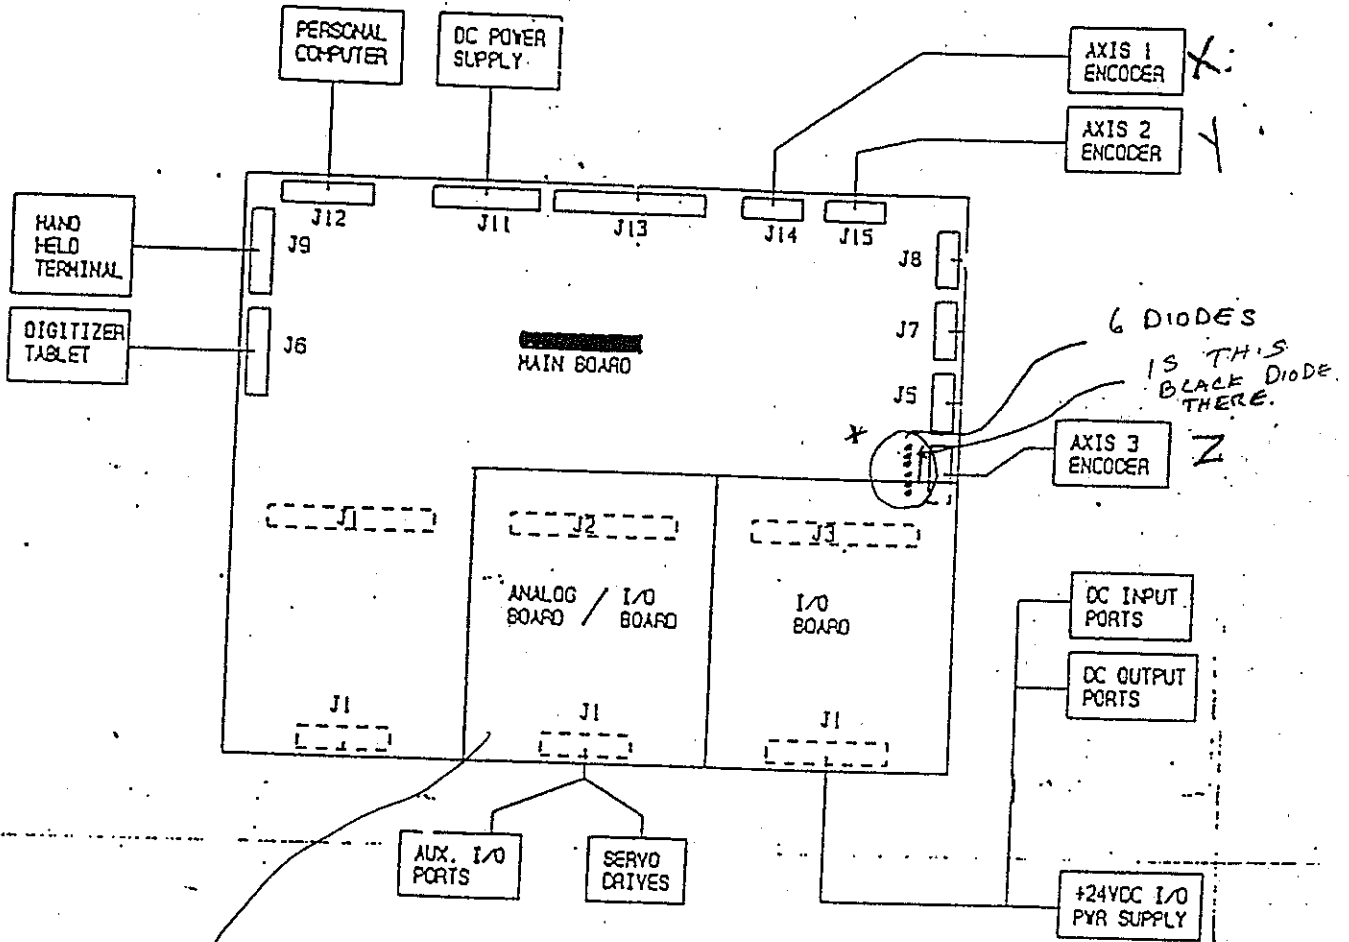 PERSONAL
COMPUTER
DC POWER
SUPPLY
AXIS 1
ENCODER
X
AXIS 2
ENCODER
Y
HAND
HELD
TERMINAL
J9
J12
J11
J13
J14
J15
J8
DIGITIZER
TABLET
J6
MAIN BOARD
J7
6 DIODES
IS THIS
BLACK DIODE
THERE.
J5
AXIS 3
ENCODER
Z
J1
J2
J3
ANALOG / I/O
BOARD BOARD
I/O
BOARD
DC INPUT
PORTS
DC OUTPUT
PORTS
J1
J1
J1
AUX. I/O
PORTS
SERVO
DRIVES
+24VDC I/O
PWR SUPPLY